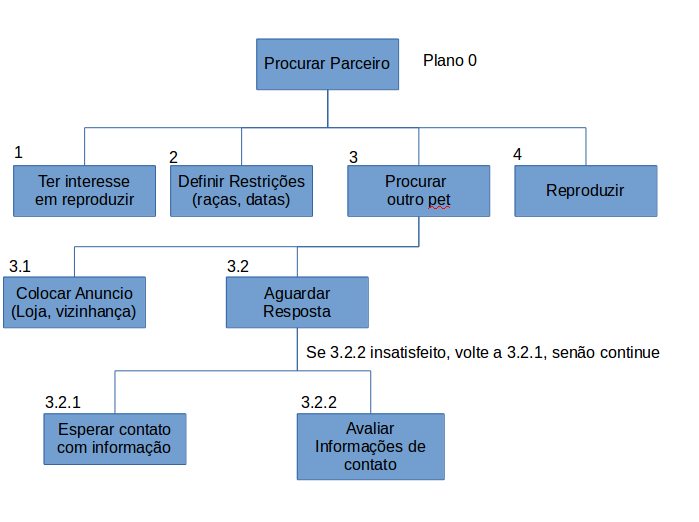 Procurar Parceiro
Plano 0
1
2
3
4
Ter interesse
em reproduzir
Definir Restrições
(raças, datas)
Procurar
outro pet
Reproduzir
3.1
3.2
Colocar Anuncio
(Loja, vizinhança)
Aguardar
Resposta
Se 3.2.2 insatisfeito, volte a 3.2.1, senão continue
3.2.1
3.2.2
Esperar contato
com informação
Avaliar
Informações de
contato